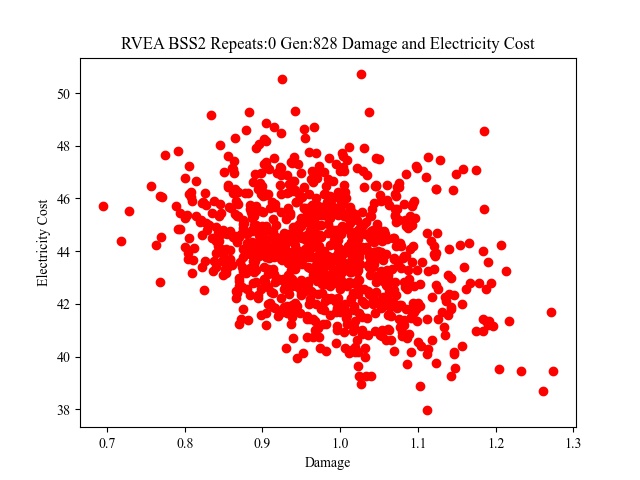 RVEA BSS2 Repeats:0 Gen:828 Damage and Electricity Cost
50
48
46
44
42
40
38
Electricity Cost
0.7 0.8 0.9 1.0 1.1 1.2 1.3
Damage